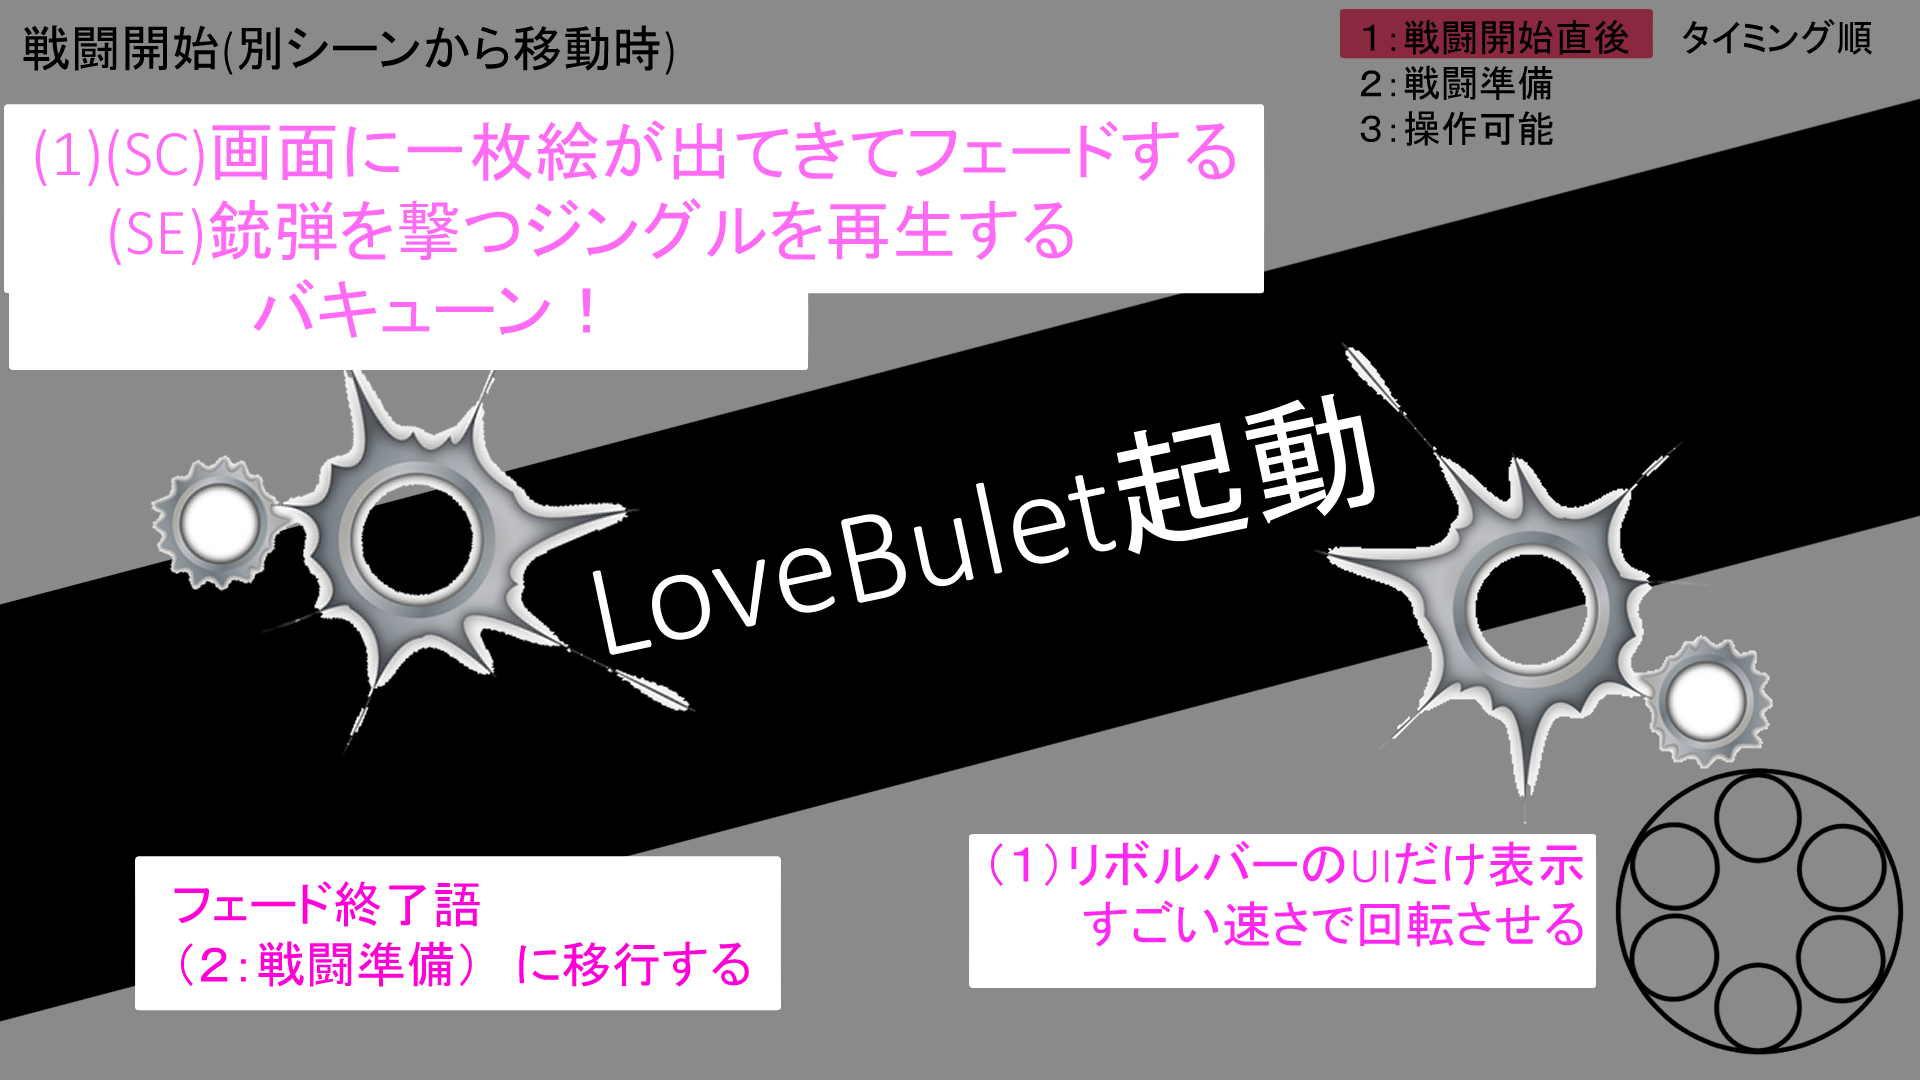 戦闘開始(別シーンから移動時)
1:戦闘開始直後
タイミング順
2:戦闘準備
3:操作可能
(1)(SC)画面に一枚絵が出てきてフェードする
(SE)銃弾を撃つジングルを再生する
バキューン！
LoveBulet起動
フェード終了語
（2:戦闘準備） に移行する
（1）リボルバーのUIだけ表示
すごい速さで回転させる